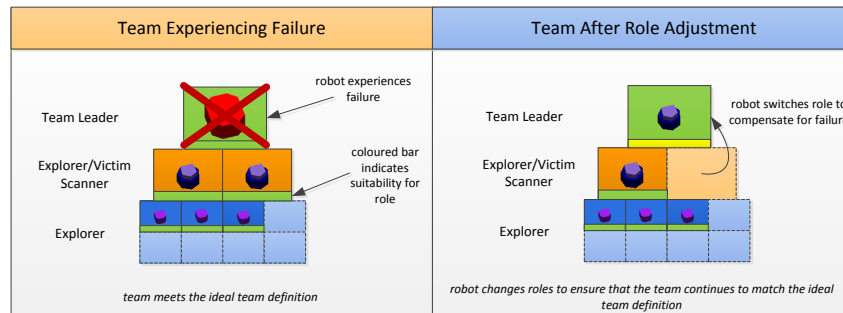 Team Experiencing Failure
Team After Role Adjustment
Team Leader
robot experiences
failure
Explorer/Victim
Scanner
coloured bar
indicates
suitability for
role
Explorer
team meets the ideal team definition
Team Leader
robot switches role to
compensate for failure
Explorer/Victim
Scanner
Explorer
robot changes roles to ensure that the team continues to match the ideal
team definition